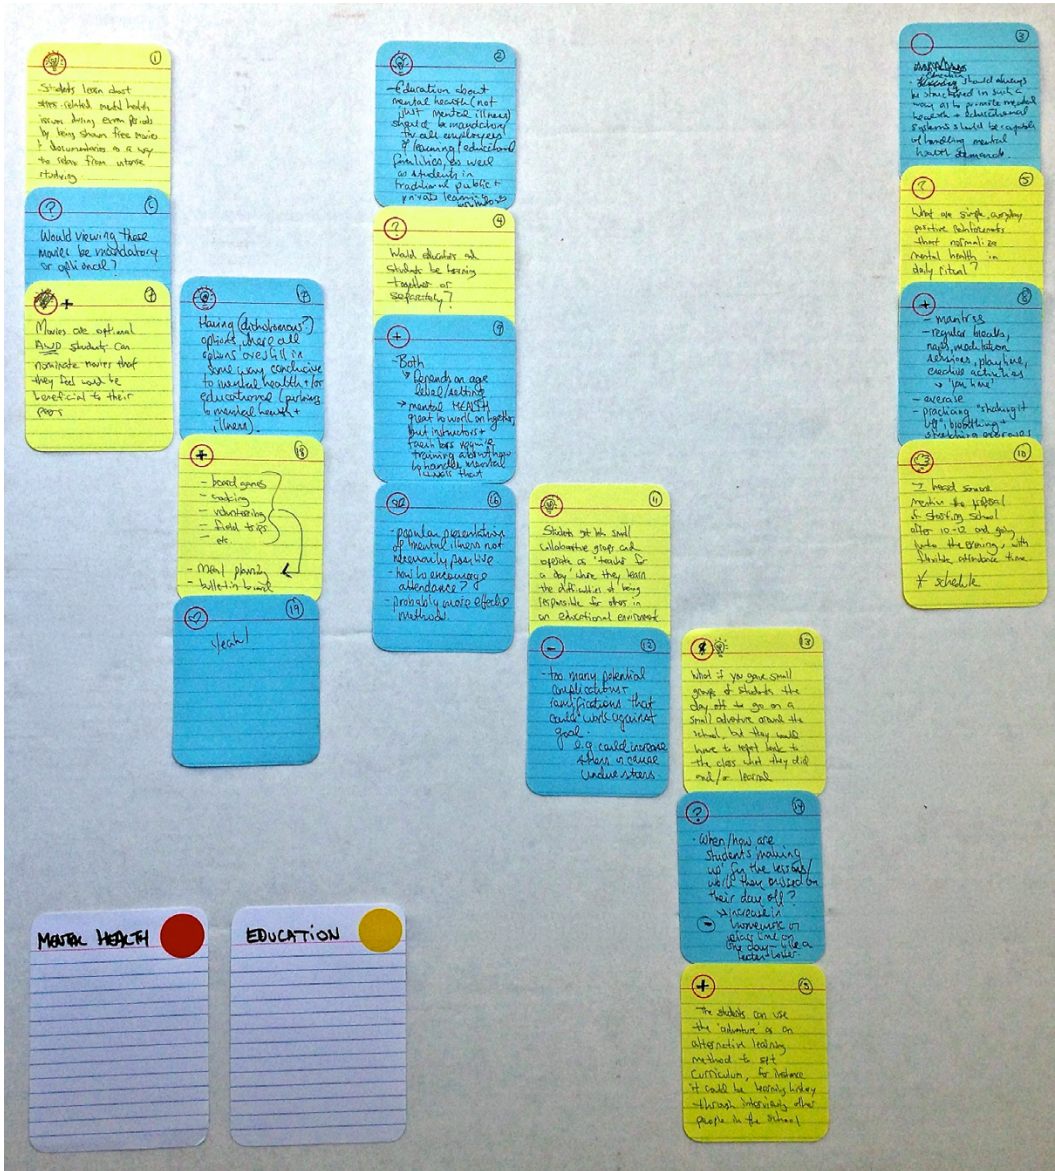 1
Students learn about
stress-related mental health
issues during exam periods
by being shown free movies
& documentaries as a way
to relax from intense
studying.
?
Would viewing these
movies be mandatory
or optional?
+
Movies are optional
AND students can
nominate movies that
they feel would be
beneficial to their
peers
Having (dichotomous?)
options, where all
options are still in
some way conducive
to mental health +/or
educational (pertains
to mental health +
illness).
+
18
- board games
- cooking
- volunteering
- field trips
- etc.
- meal planning
- bulletin board
19
yeah!
2
- Education about
mental health (not
just mental illness)
should be mandatory
for all employees
of learning/educational
facilities, as well
as students in
traditional public +
private learning
?
4
Would educators and
students be learning
together or
separately?
+
9
- Both
Depends on age
level/setting
→ mental HEALTH
great to work on together,
but instructors +
require
training about how
to handle mental
illness that
16
- popular presentation
of mental illness not
necessarily positive
- how to encourage
attendance?
- probably more effective
method.
11
Students get into small
collaborative groups and
operate as "teacher for
a day" where they learn
the difficulties of being
responsible for others in
an educational environment
-
12
- too many potential
complications +
ramifications that
could work against
goal.
e.g. could increase
stress or cause
undue stress
13
What if you gave small
groups of students the
day off to go on a
small adventure around the
school, but they would
have to report back to
the class what they did
and/or learned
?
14
- When/how are
students 'making
up' for the lessons/
work they missed on
their day off?
→ increase in
- homework or
one day
+
15
The students can use
the 'adventure' as an
alternative learning
method to set
curriculum, for instance
it could be learning history
through interviewing other
people in the school
3
should always
be structured in such a
way as to promote mental
health + educational
systems should be capable
of handling mental
health demands.
?
5
What are simple, everyday
positive reinforcements
that normalize
mental health in
daily ritual?
+
8
- mantras
- regular breaks,
naps, meditation
sessions, playtime,
creative activities
- exercise
- practicing "shaking it
off", breathing +
stretching exercises
10
→ heard someone
mention the proposal
of starting school
after 10-12 and going
into the evening, with
flexible attendance time
* schedule
MENTAL HEALTH
EDUCATION